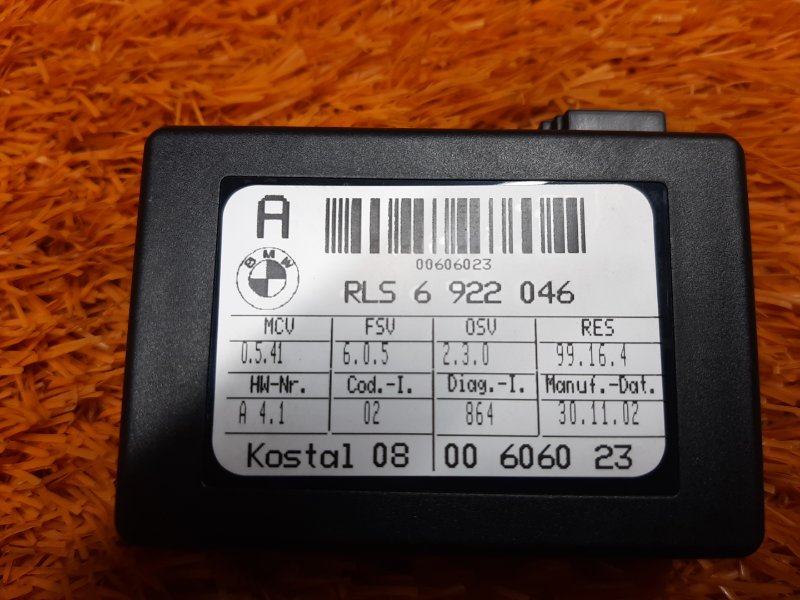 A
00606023
BMW
RLS 6 922 046
MCV FSV OSV RES
0.5.41 6.0.5 2.3.0 99.16.4
HW-Nr. Cod.-I. Diag.-I. Manuf.-Dat.
A 4.1 02 864 30.11.02
Kostal 08 00 6060 23